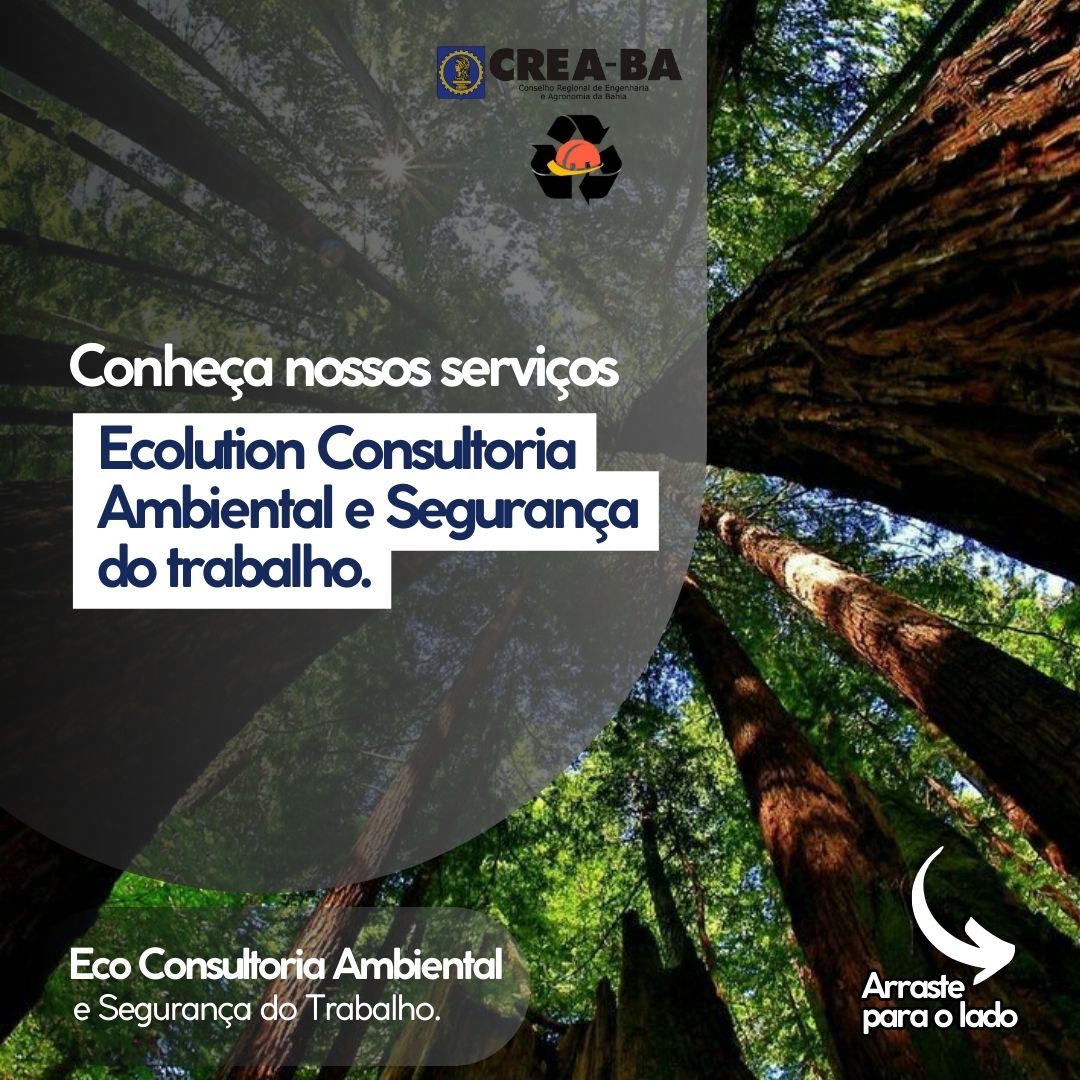 CREA-BA
Conselho Regional de Engenharia
e Agronomia da Bahia
Conheça nossos serviços
Ecolution Consultoria
Ambiental e Segurança
do trabalho.
Eco Consultoria Ambiental
e Segurança do Trabalho.
Arraste
para o lado